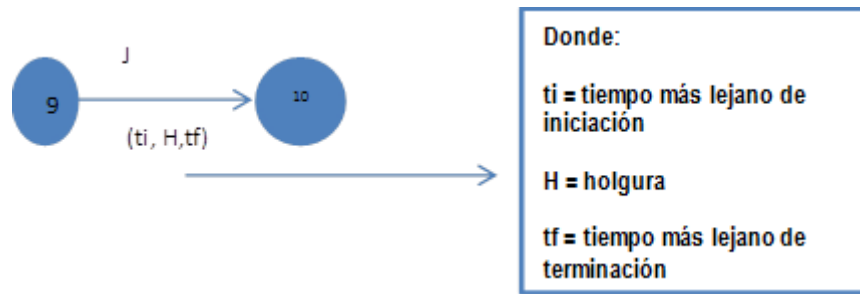 J
9
10
(ti, H,tf)
Donde:
ti = tiempo más lejano de
iniciación
H = holgura
tf = tiempo más lejano de
terminación